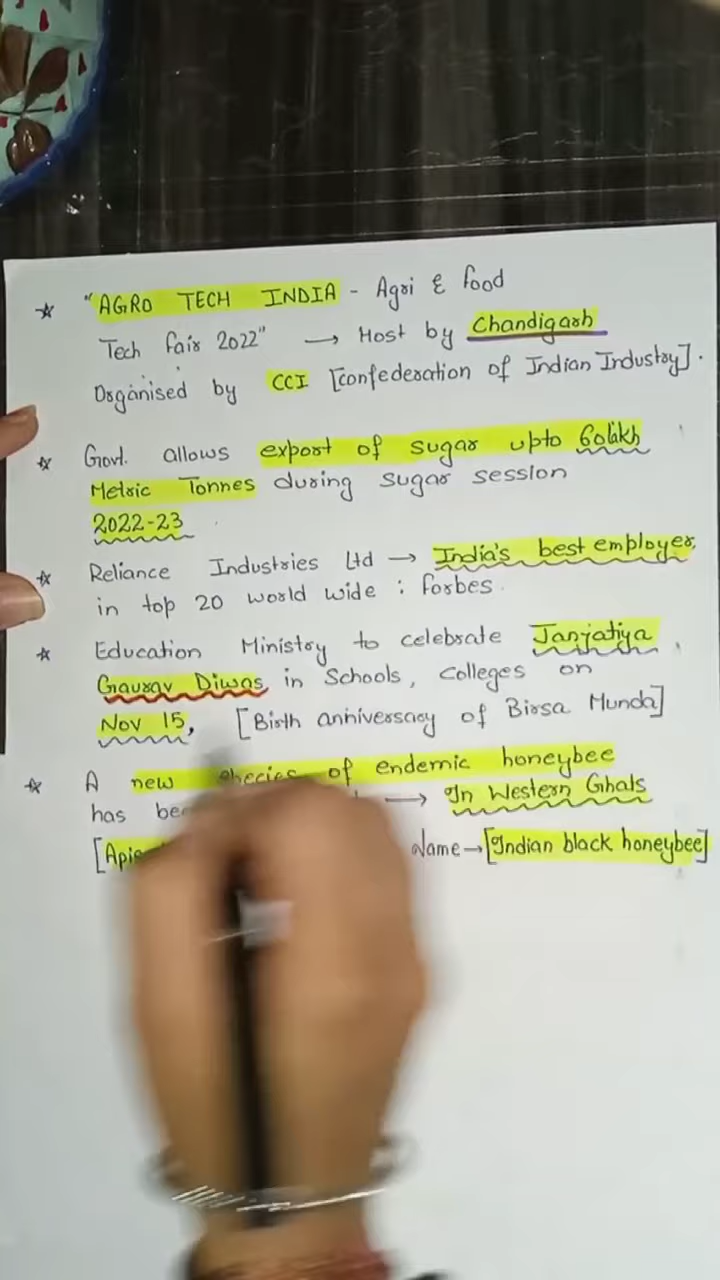 ☆ "AGRO TECH INDIA - Agri & food
Tech fair 2022" → Host by Chandigarh
Organised by CCI [confederation of Indian Industry].
☆ Govt. allows export of sugar upto 60lakh
Metric Tonnes during sugar session
2022-23
☆ Reliance Industries Ltd → India's best employer,
in top 20 world wide : forbes.
☆ Education Ministry to celebrate Janjatiya
Gaurav Diwas in Schools, Colleges on
Nov 15, [Birth anniversary of Birsa Munda]
☆ A new species of endemic honeybee
has → In Western Ghats
Name → [Indian black honeybee]